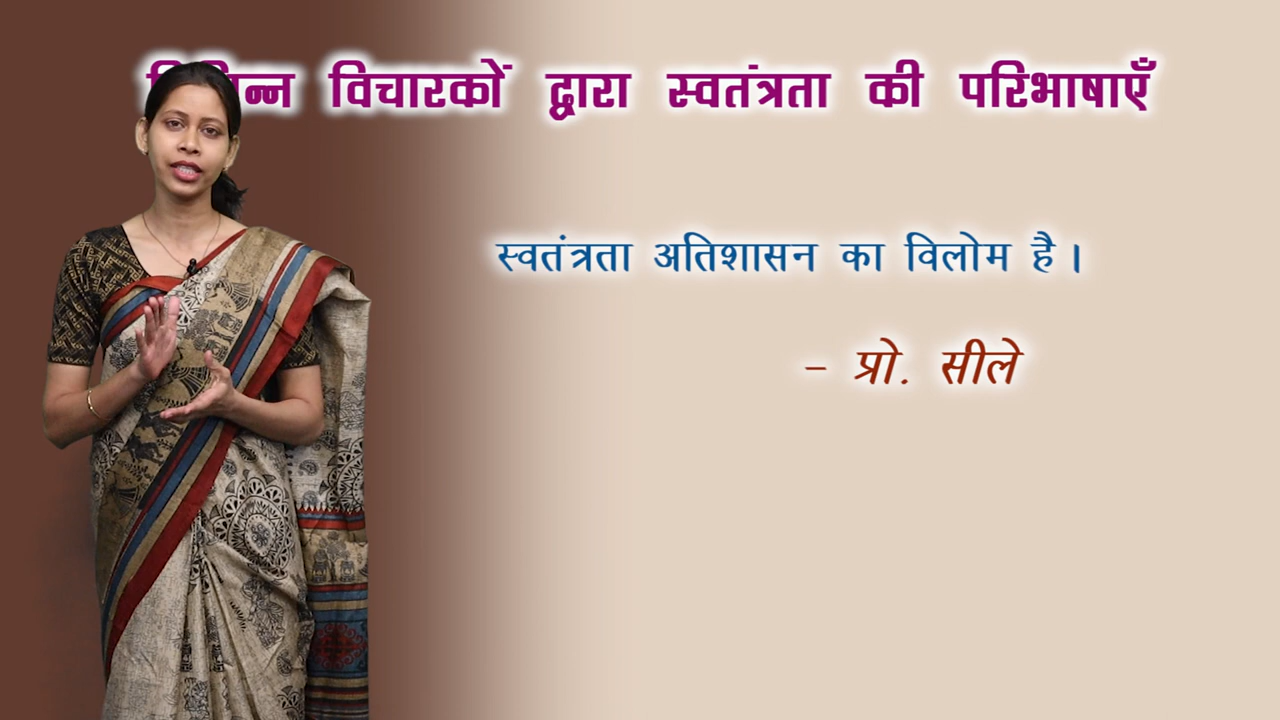 विचारकों द्वारा स्वतंत्रता की परिभाषाएँ
स्वतंत्रता अतिशासन का विलोम है।
- प्रो. सीले